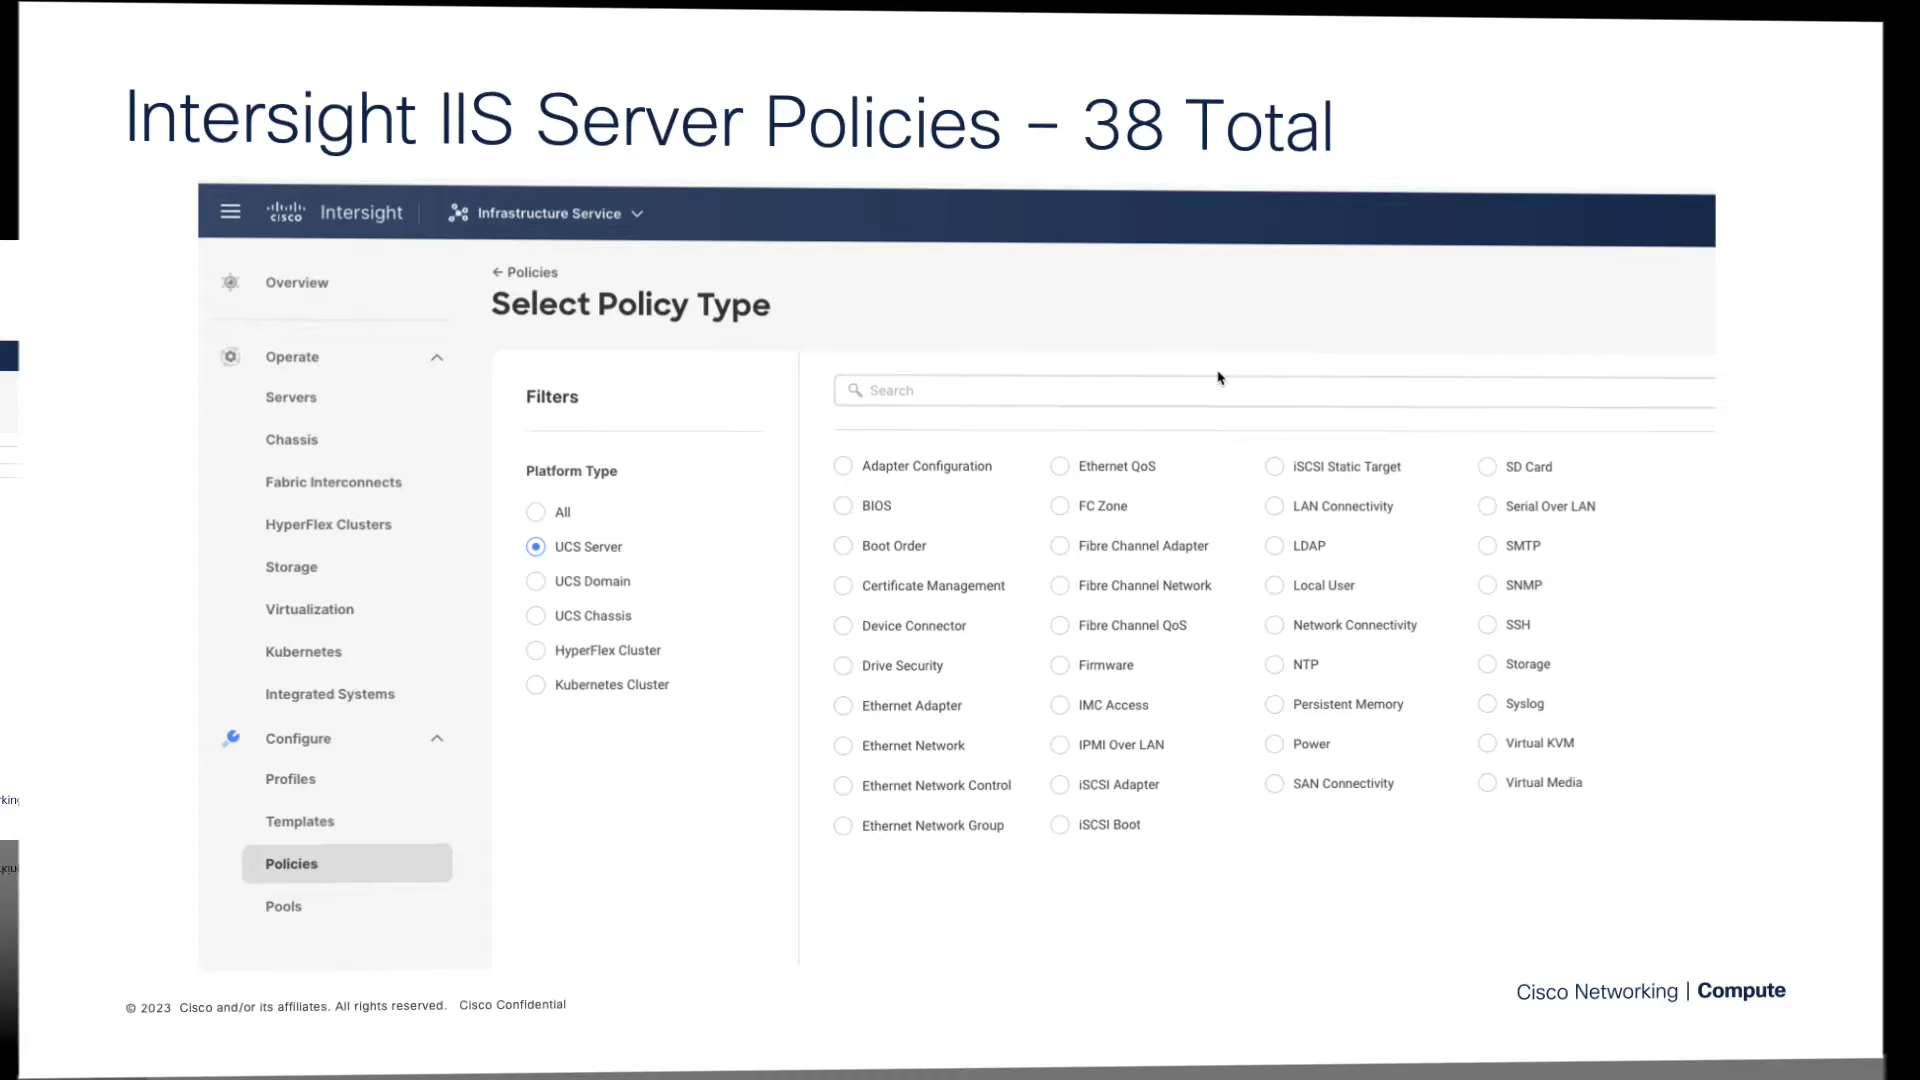 Intersight IIS Server Policies – 38 Total
cisco Intersight Infrastructure Service
Overview
Operate
Servers
Chassis
Fabric Interconnects
HyperFlex Clusters
Storage
Virtualization
Kubernetes
Integrated Systems
Configure
Profiles
Templates
Policies
Pools
← Policies
Select Policy Type
Filters
Platform Type
All
UCS Server
UCS Domain
UCS Chassis
HyperFlex Cluster
Kubernetes Cluster
Search
Adapter Configuration
BIOS
Boot Order
Certificate Management
Device Connector
Drive Security
Ethernet Adapter
Ethernet Network
Ethernet Network Control
Ethernet Network Group
Ethernet QoS
FC Zone
Fibre Channel Adapter
Fibre Channel Network
Fibre Channel QoS
Firmware
IMC Access
IPMI Over LAN
iSCSI Adapter
iSCSI Boot
iSCSI Static Target
LAN Connectivity
LDAP
Local User
Network Connectivity
NTP
Persistent Memory
Power
SAN Connectivity
SD Card
Serial Over LAN
SMTP
SNMP
SSH
Storage
Syslog
Virtual KVM
Virtual Media
© 2023 Cisco and/or its affiliates. All rights reserved. Cisco Confidential
Cisco Networking | Compute